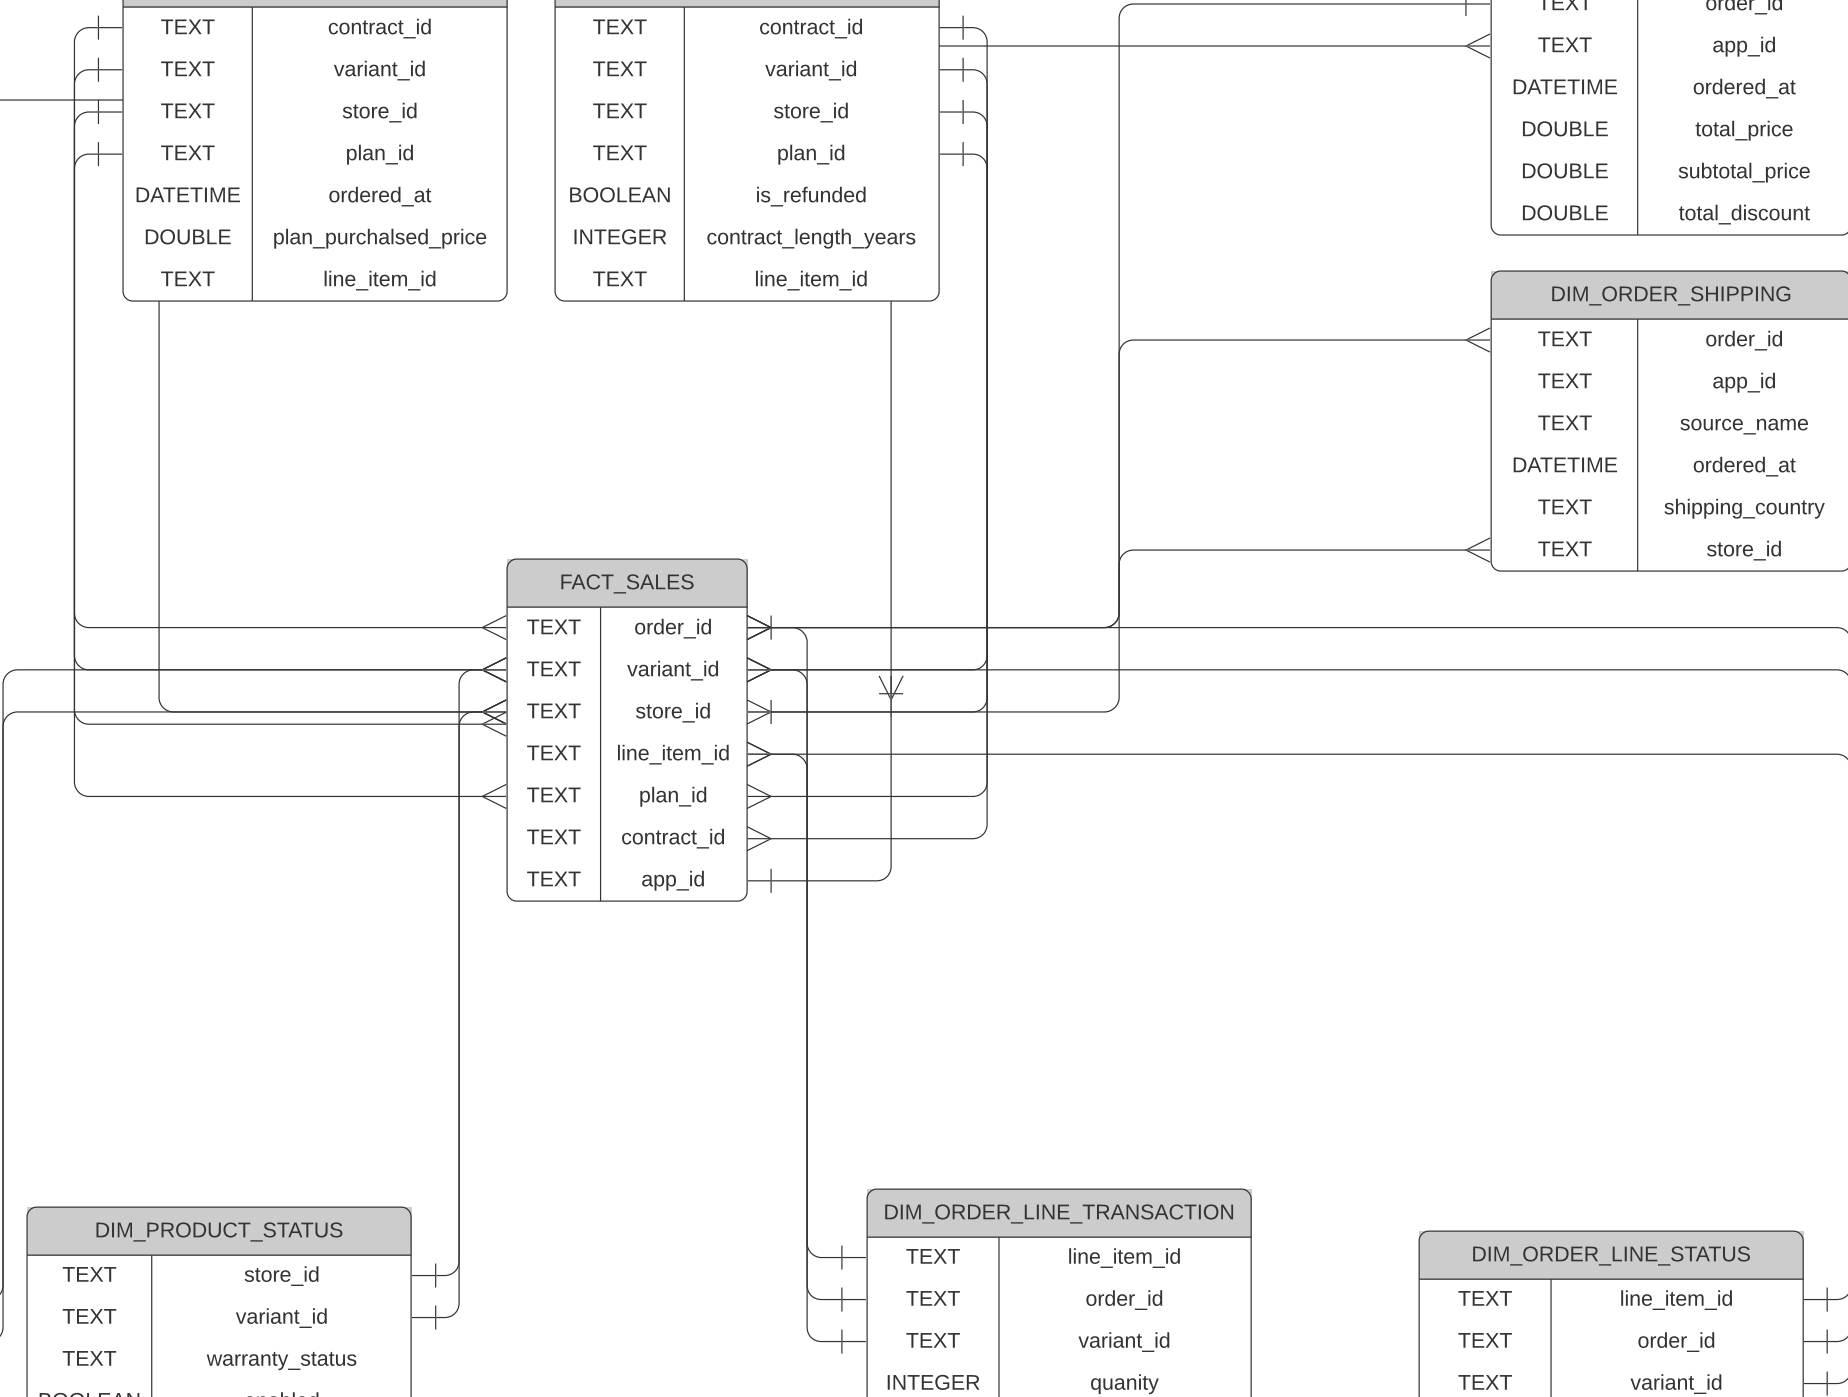 TEXT contract_id
TEXT variant_id
TEXT store_id
TEXT plan_id
DATETIME ordered_at
DOUBLE plan_purchalsed_price
TEXT line_item_id
TEXT contract_id
TEXT variant_id
TEXT store_id
TEXT plan_id
BOOLEAN is_refunded
INTEGER contract_length_years
TEXT line_item_id
TEXT order_id
TEXT app_id
DATETIME ordered_at
DOUBLE total_price
DOUBLE subtotal_price
DOUBLE total_discount
DIM_ORDER_SHIPPING
TEXT order_id
TEXT app_id
TEXT source_name
DATETIME ordered_at
TEXT shipping_country
TEXT store_id
FACT_SALES
TEXT order_id
TEXT variant_id
TEXT store_id
TEXT line_item_id
TEXT plan_id
TEXT contract_id
TEXT app_id
DIM_PRODUCT_STATUS
TEXT store_id
TEXT variant_id
TEXT warranty_status
BOOLEAN enabled
DIM_ORDER_LINE_TRANSACTION
TEXT line_item_id
TEXT order_id
TEXT variant_id
INTEGER quanity
DIM_ORDER_LINE_STATUS
TEXT line_item_id
TEXT order_id
TEXT variant_id